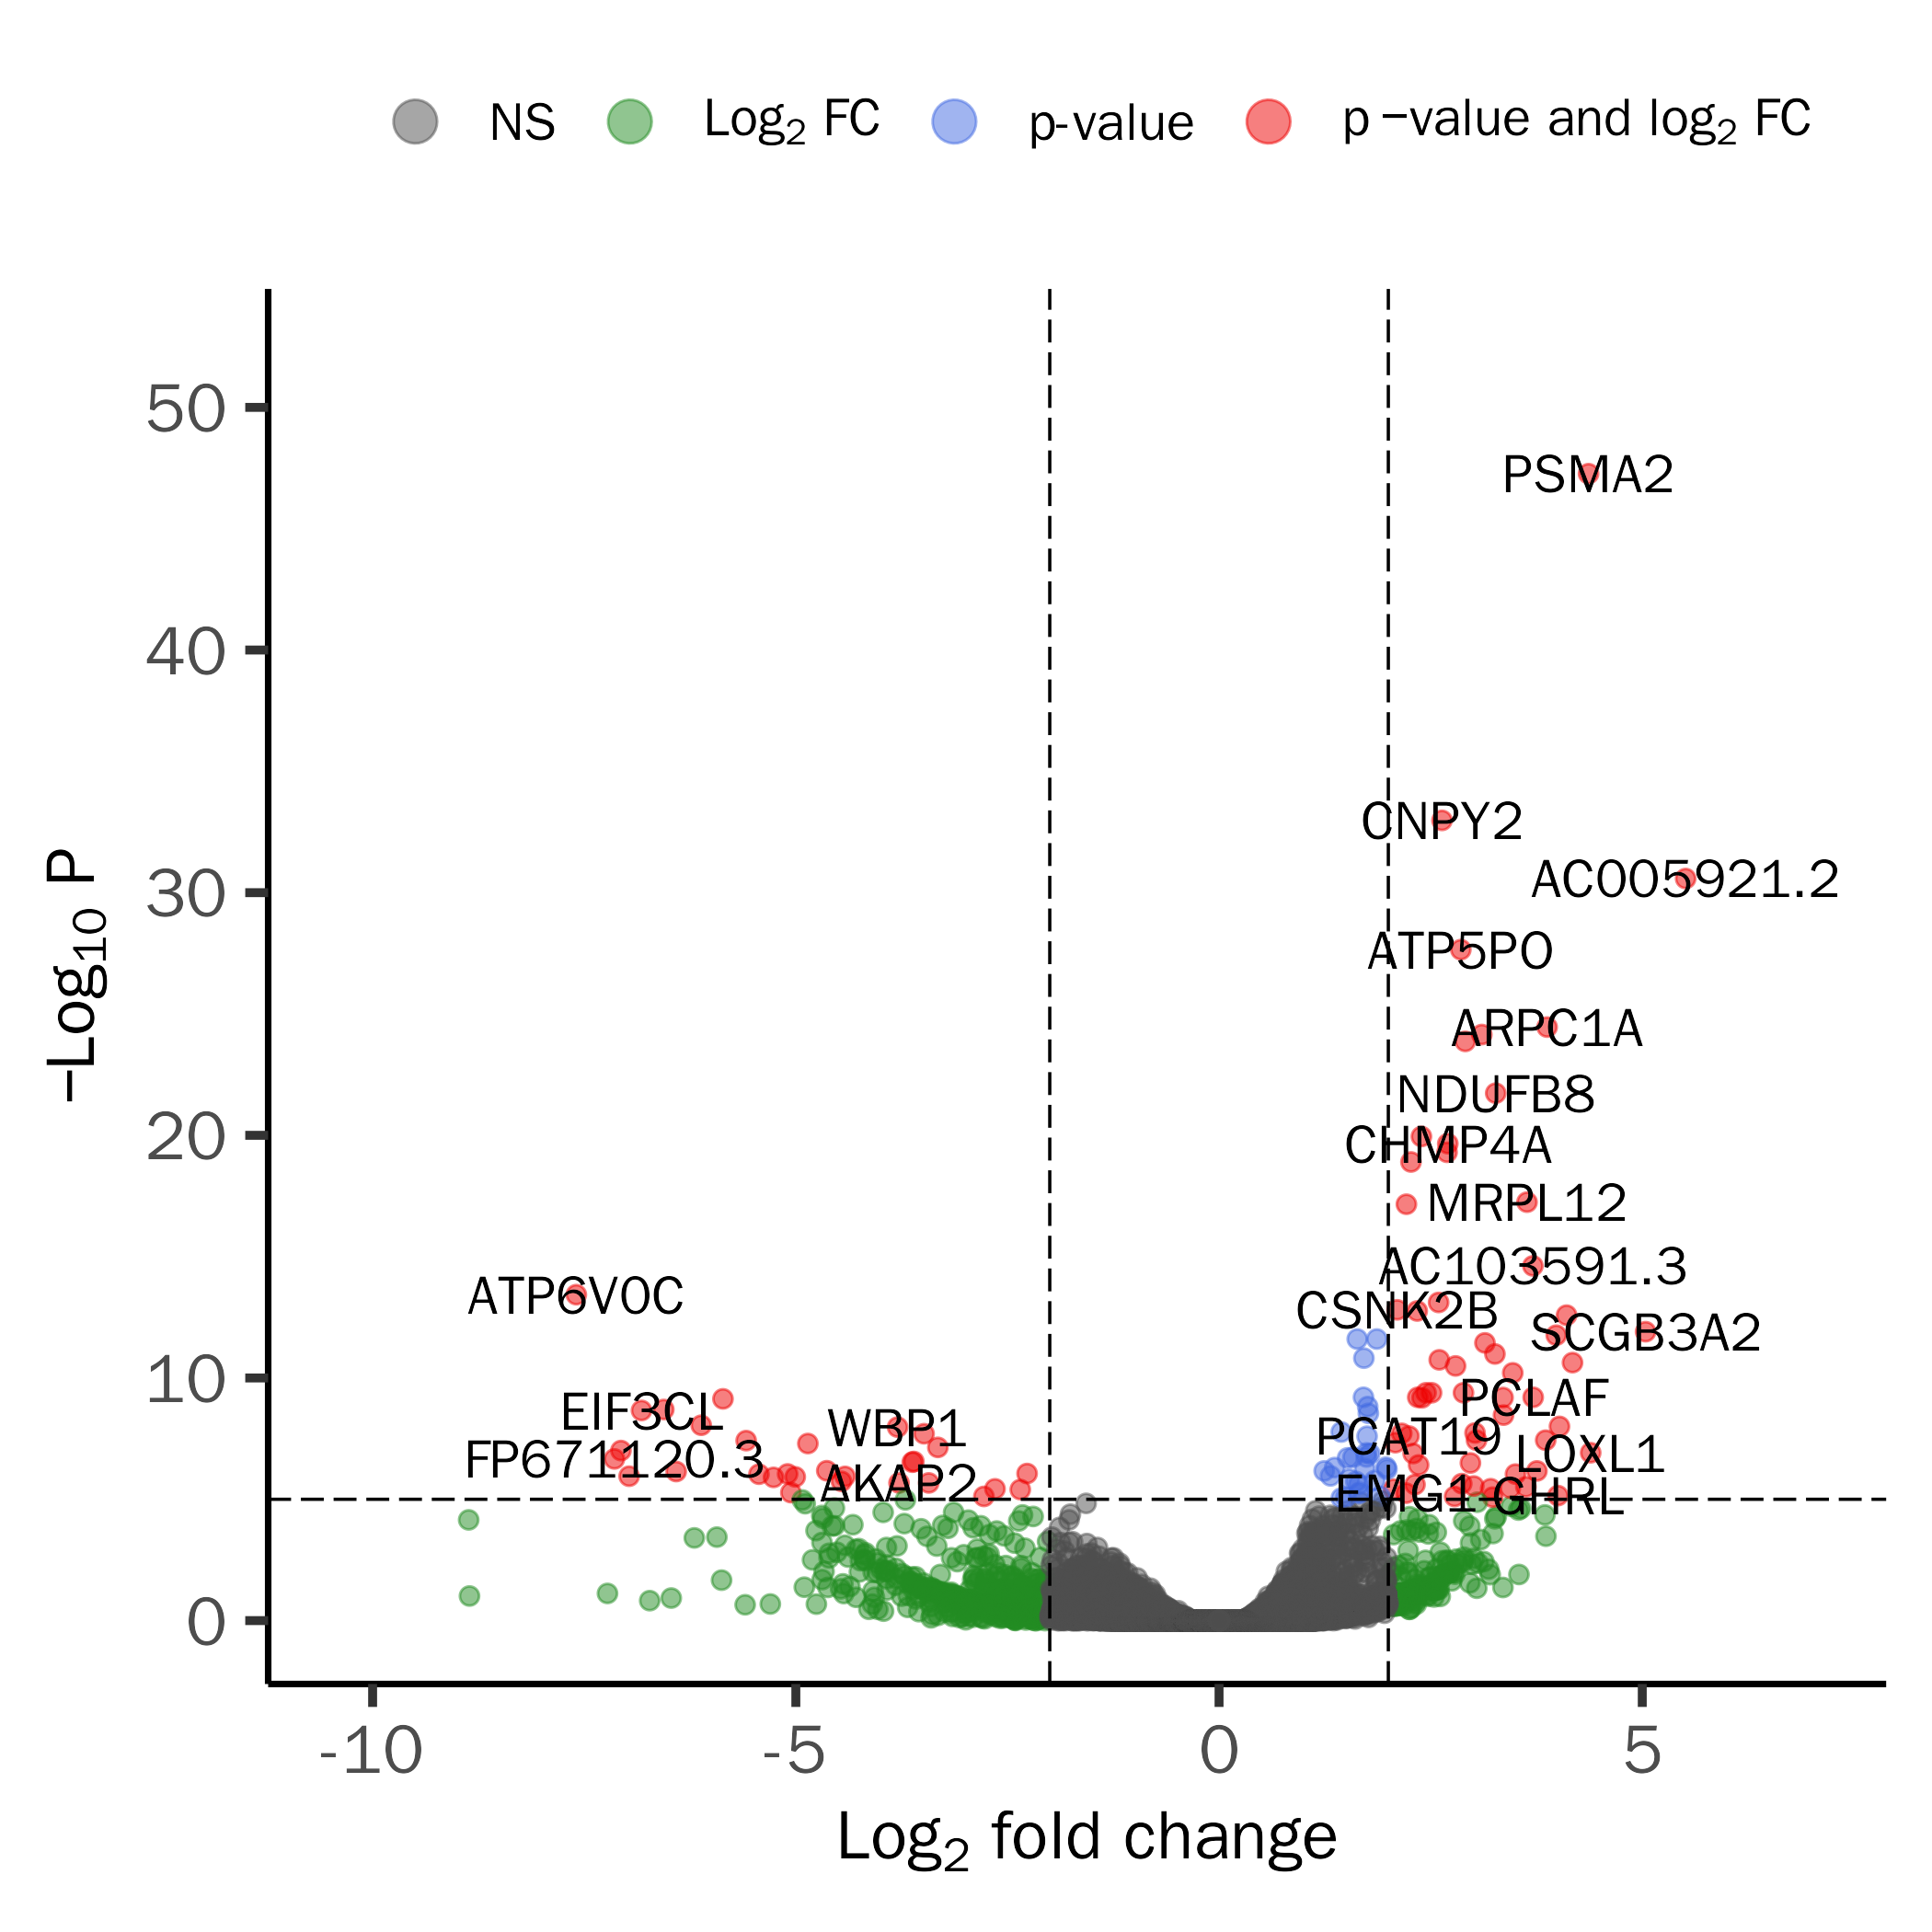 NS Log2 FC p-value p −value and log2 FC
50
PSMA2
40
CNPY2
30
AC005921.2
ATP5PO
ARPC1A
NDUFB8
20
CHMP4A
MRPL12
AC103591.3
ATP6V0C
CSNK2B
SCGB3A2
10
PCLAF
EIF3CL
WBP1
PCAT19
LOXL1
FP671120.3
AKAP2
EMG1
GHRL
0
−Log10 P
-10 -5 0 5
Log2 fold change